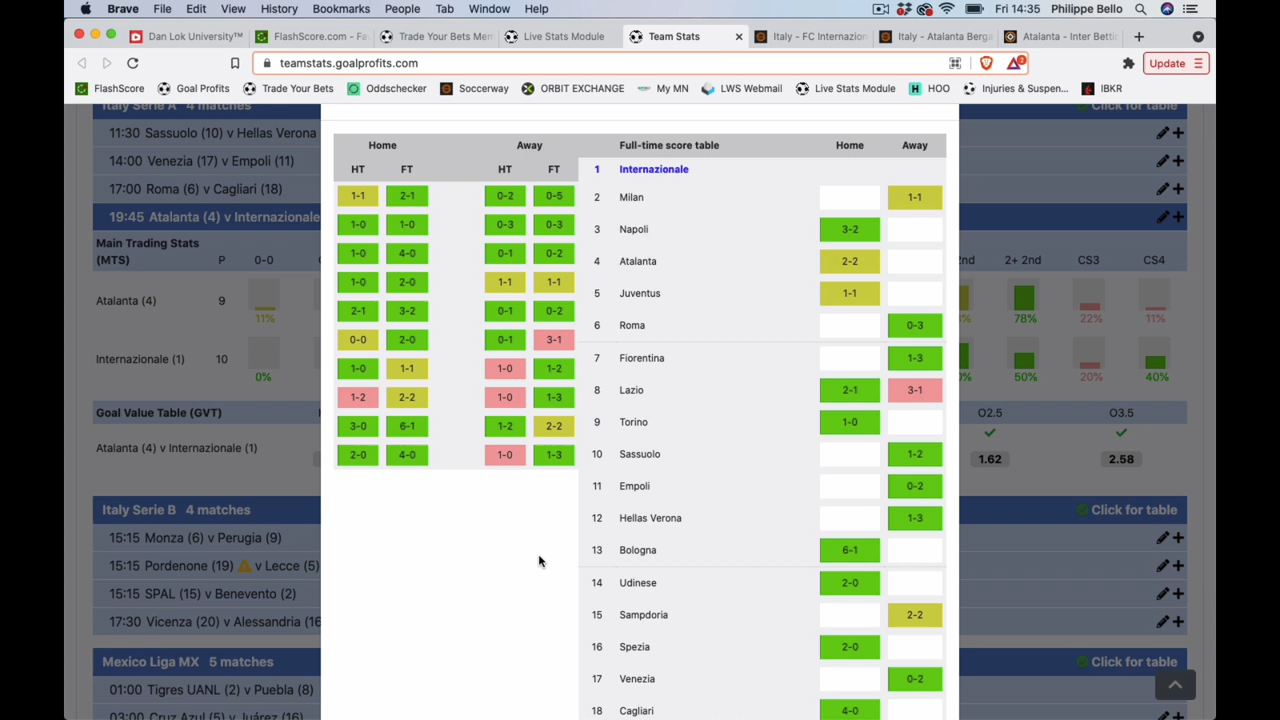 Brave File Edit View History Bookmarks People Tab Window Help Fri 14:35 Philippe Bello
Dan Lok University™ FlashScore.com - Fa Trade Your Bets Mem Live Stats Module Team Stats Italy - FC Internazion Italy - Atalanta Berga Atalanta - Inter Bettin
teamstats.goalprofits.com 2 Update
FlashScore Goal Profits Trade Your Bets Oddschecker Soccerway ORBIT EXCHANGE My MN LWS Webmail Live Stats Module HOO Injuries & Suspen... IBKR
Italy Serie A 4 matches Click for table
11:30 Sassuolo (10) v Hellas Verona
14:00 Venezia (17) v Empoli (11)
17:00 Roma (6) v Cagliari (18)
19:45 Atalanta (4) v Internazionale
Main Trading Stats
(MTS) P 0-0 2nd 2+ 2nd CS3 CS4
Atalanta (4) 9 11% 78% 22% 11%
Internazionale (1) 10 0% 50% 20% 40%
Goal Value Table (GVT) O2.5 O3.5
Atalanta (4) v Internazionale (1) 1.62 2.58
Italy Serie B 4 matches Click for table
15:15 Monza (6) v Perugia (9)
15:15 Pordenone (19) v Lecce (5)
15:15 SPAL (15) v Benevento (2)
17:30 Vicenza (20) v Alessandria (16
Mexico Liga MX 5 matches Click for table
01:00 Tigres UANL (2) v Puebla (8)
03:00 Cruz Azul (5) v Juárez (16)
Home Away
HT FT HT FT
1-1 2-1 0-2 0-5
1-0 1-0 0-3 0-3
1-0 4-0 0-1 0-2
1-0 2-0 1-1 1-1
2-1 3-2 0-1 0-2
0-0 2-0 0-1 3-1
1-0 1-1 1-0 1-2
1-2 2-2 1-0 1-3
3-0 6-1 1-2 2-2
2-0 4-0 1-0 1-3
Full-time score table Home Away
1 Internazionale
2 Milan 1-1
3 Napoli 3-2
4 Atalanta 2-2
5 Juventus 1-1
6 Roma 0-3
7 Fiorentina 1-3
8 Lazio 2-1 3-1
9 Torino 1-0
10 Sassuolo 1-2
11 Empoli 0-2
12 Hellas Verona 1-3
13 Bologna 6-1
14 Udinese 2-0
15 Sampdoria 2-2
16 Spezia 2-0
17 Venezia 0-2
18 Cagliari 4-0